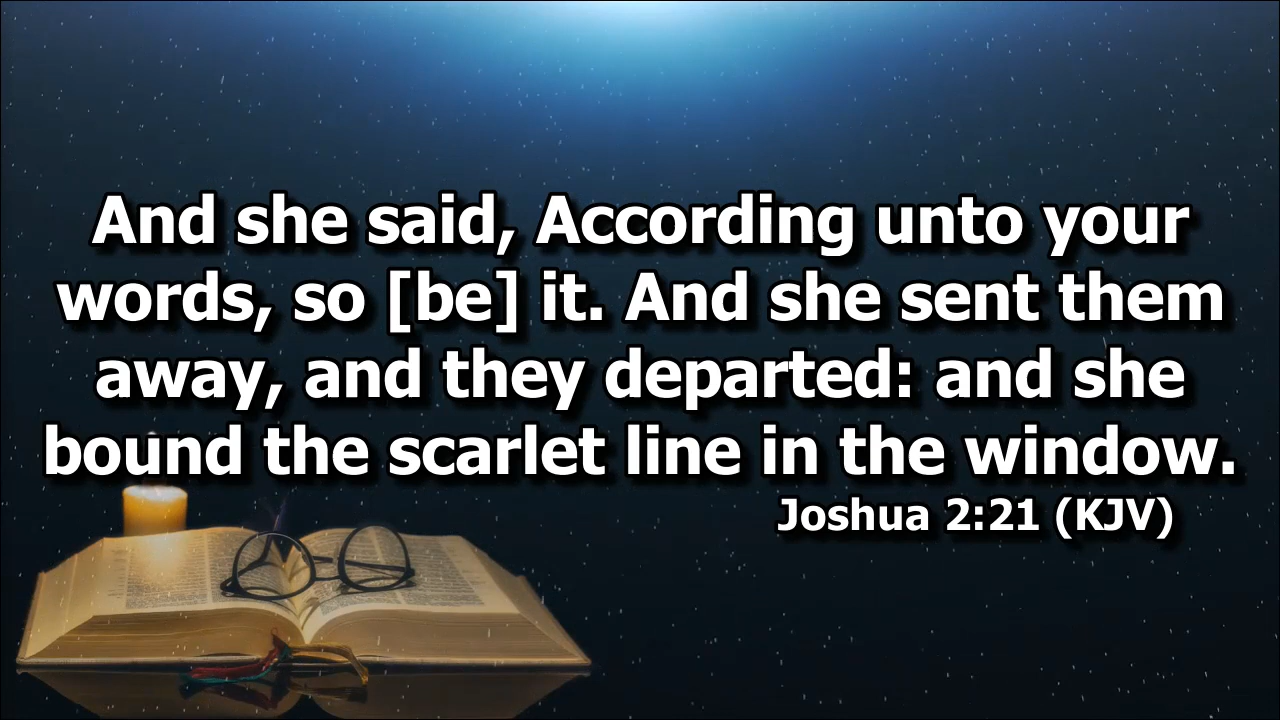 And she said, According unto your
words, so [be] it. And she sent them
away, and they departed: and she
bound the scarlet line in the window.
Joshua 2:21 (KJV)